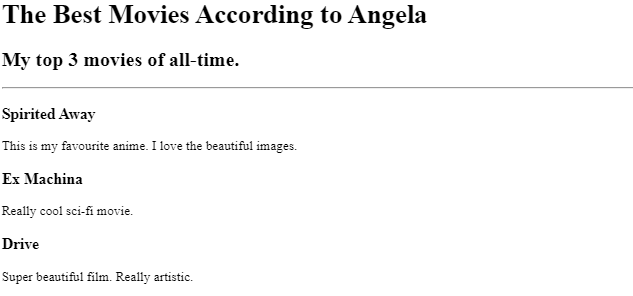 The Best Movies According to Angela
My top 3 movies of all-time.
Spirited Away
This is my favourite anime. I love the beautiful images.
Ex Machina
Really cool sci-fi movie.
Drive
Super beautiful film. Really artistic.